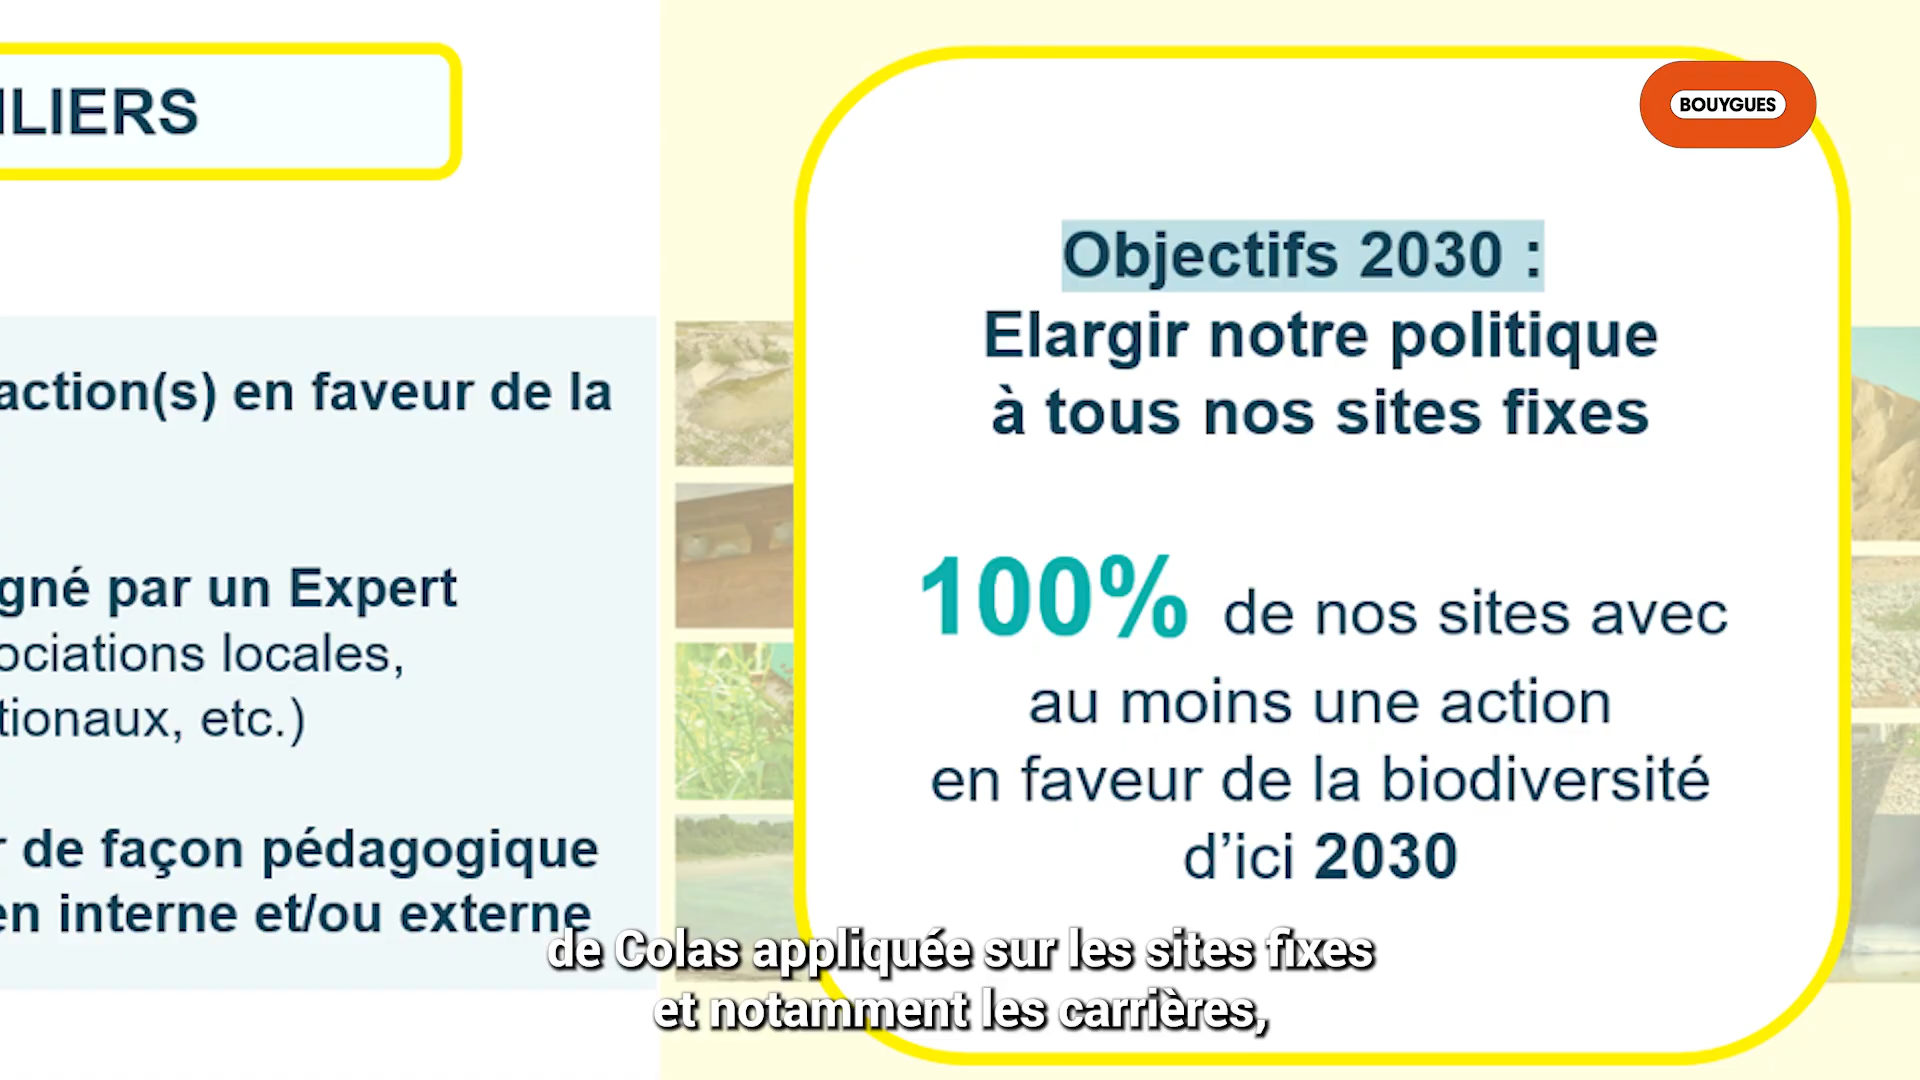 LIERS
action(s) en faveur de la
gné par un Expert
ociations locales,
tionaux, etc.)
r de façon pédagogique
en interne et/ou externe
BOUYGUES
Objectifs 2030 :
Elargir notre politique
à tous nos sites fixes
100% de nos sites avec
au moins une action
en faveur de la biodiversité
d’ici 2030
de Colas appliquée sur les sites fixes
et notamment les carrières,